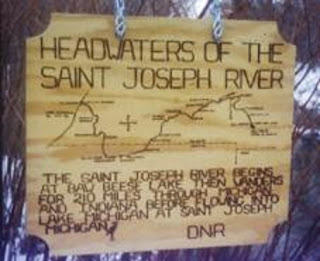 HEADWATERS OF THE
SAINT JOSEPH RIVER
THE SAINT JOSEPH RIVER BEGINS
AT BAW BEESE LAKE THEN WANDERS
FOR 210 MILES THROUGH MICHIGAN
AND INDIANA BEFORE FLOWING INTO
LAKE MICHIGAN AT SAINT JOSEPH
MICHIGAN
DNR